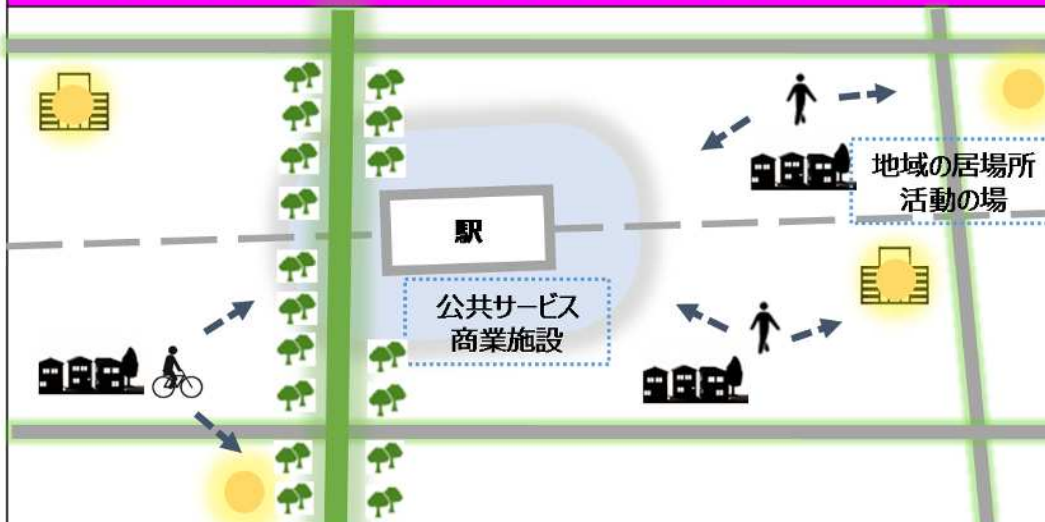 地域の居場所
活動の場
駅
公共サービス
商業施設